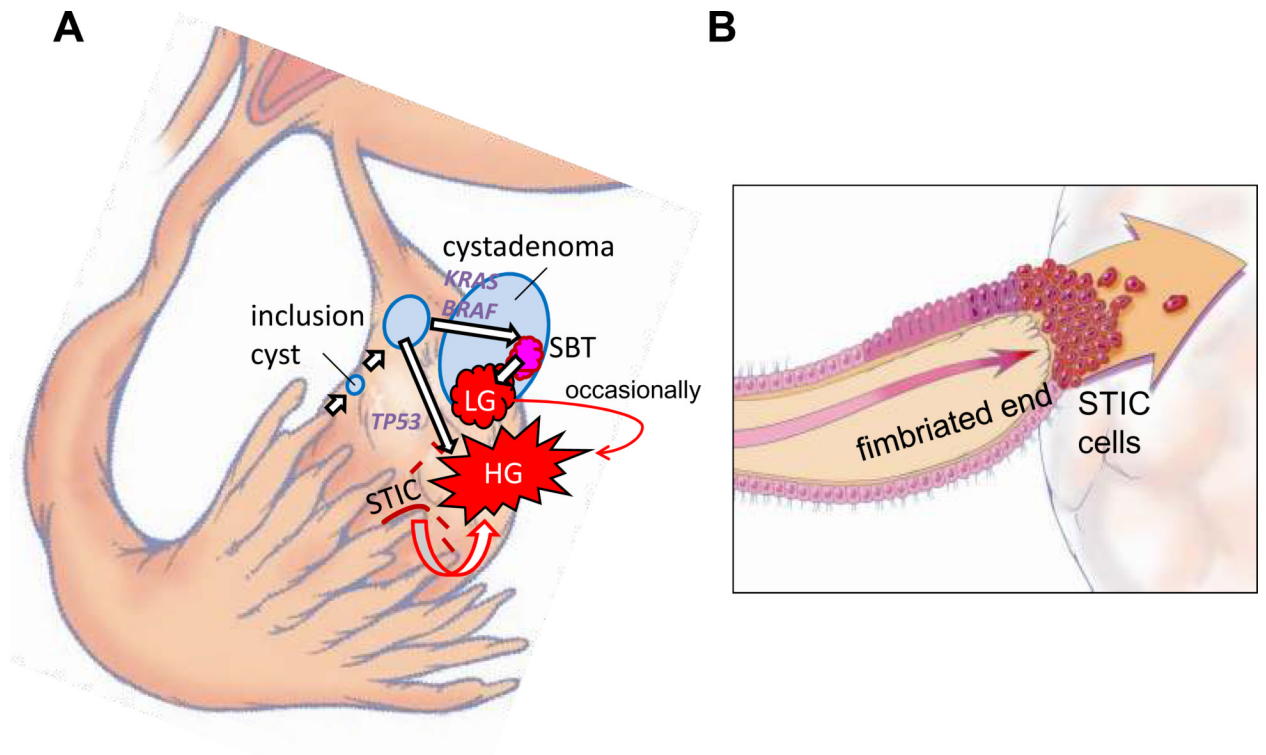 A
B
cystadenoma
KRAS
BRAF
inclusion
cyst
SBT
occasionally
LG
TP53
HG
STIC
fimbriated end
STIC
cells